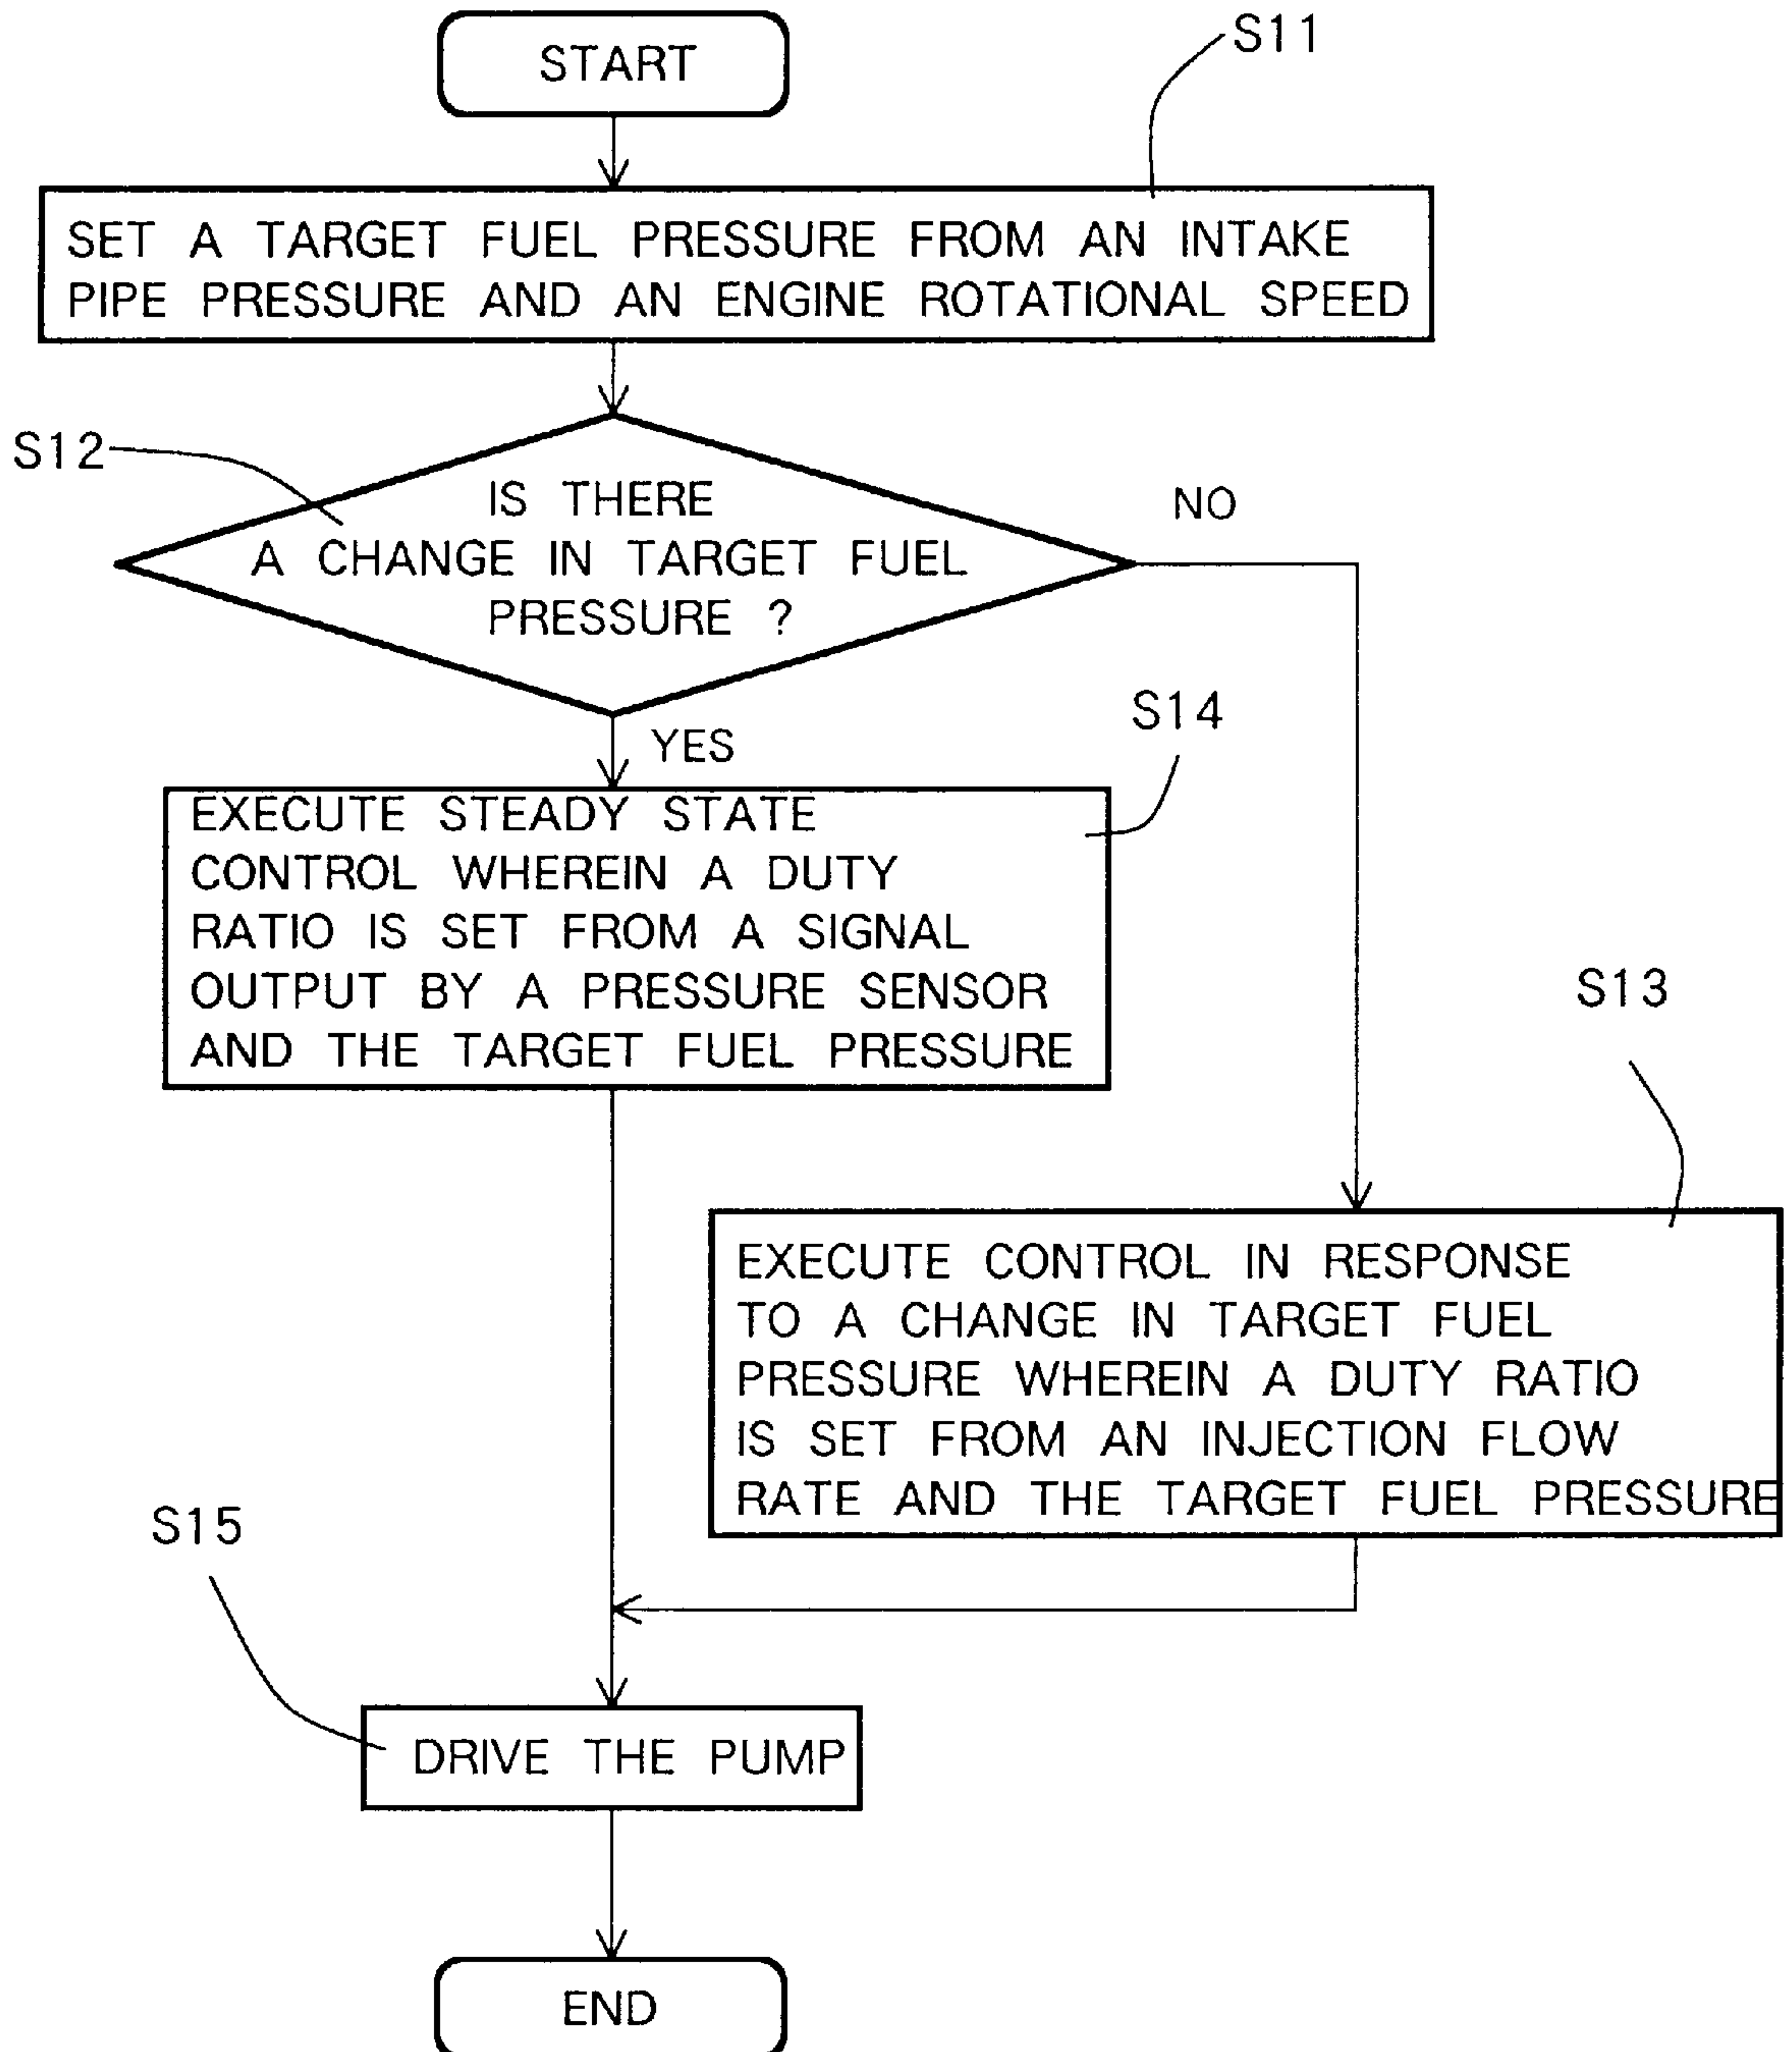 START
S11
SET A TARGET FUEL PRESSURE FROM AN INTAKE
PIPE PRESSURE AND AN ENGINE ROTATIONAL SPEED
S12
IS THERE
A CHANGE IN TARGET FUEL
PRESSURE ?
NO
YES
S14
EXECUTE STEADY STATE
CONTROL WHEREIN A DUTY
RATIO IS SET FROM A SIGNAL
OUTPUT BY A PRESSURE SENSOR
AND THE TARGET FUEL PRESSURE
S13
EXECUTE CONTROL IN RESPONSE
TO A CHANGE IN TARGET FUEL
PRESSURE WHEREIN A DUTY RATIO
IS SET FROM AN INJECTION FLOW
RATE AND THE TARGET FUEL PRESSURE
S15
DRIVE THE PUMP
END